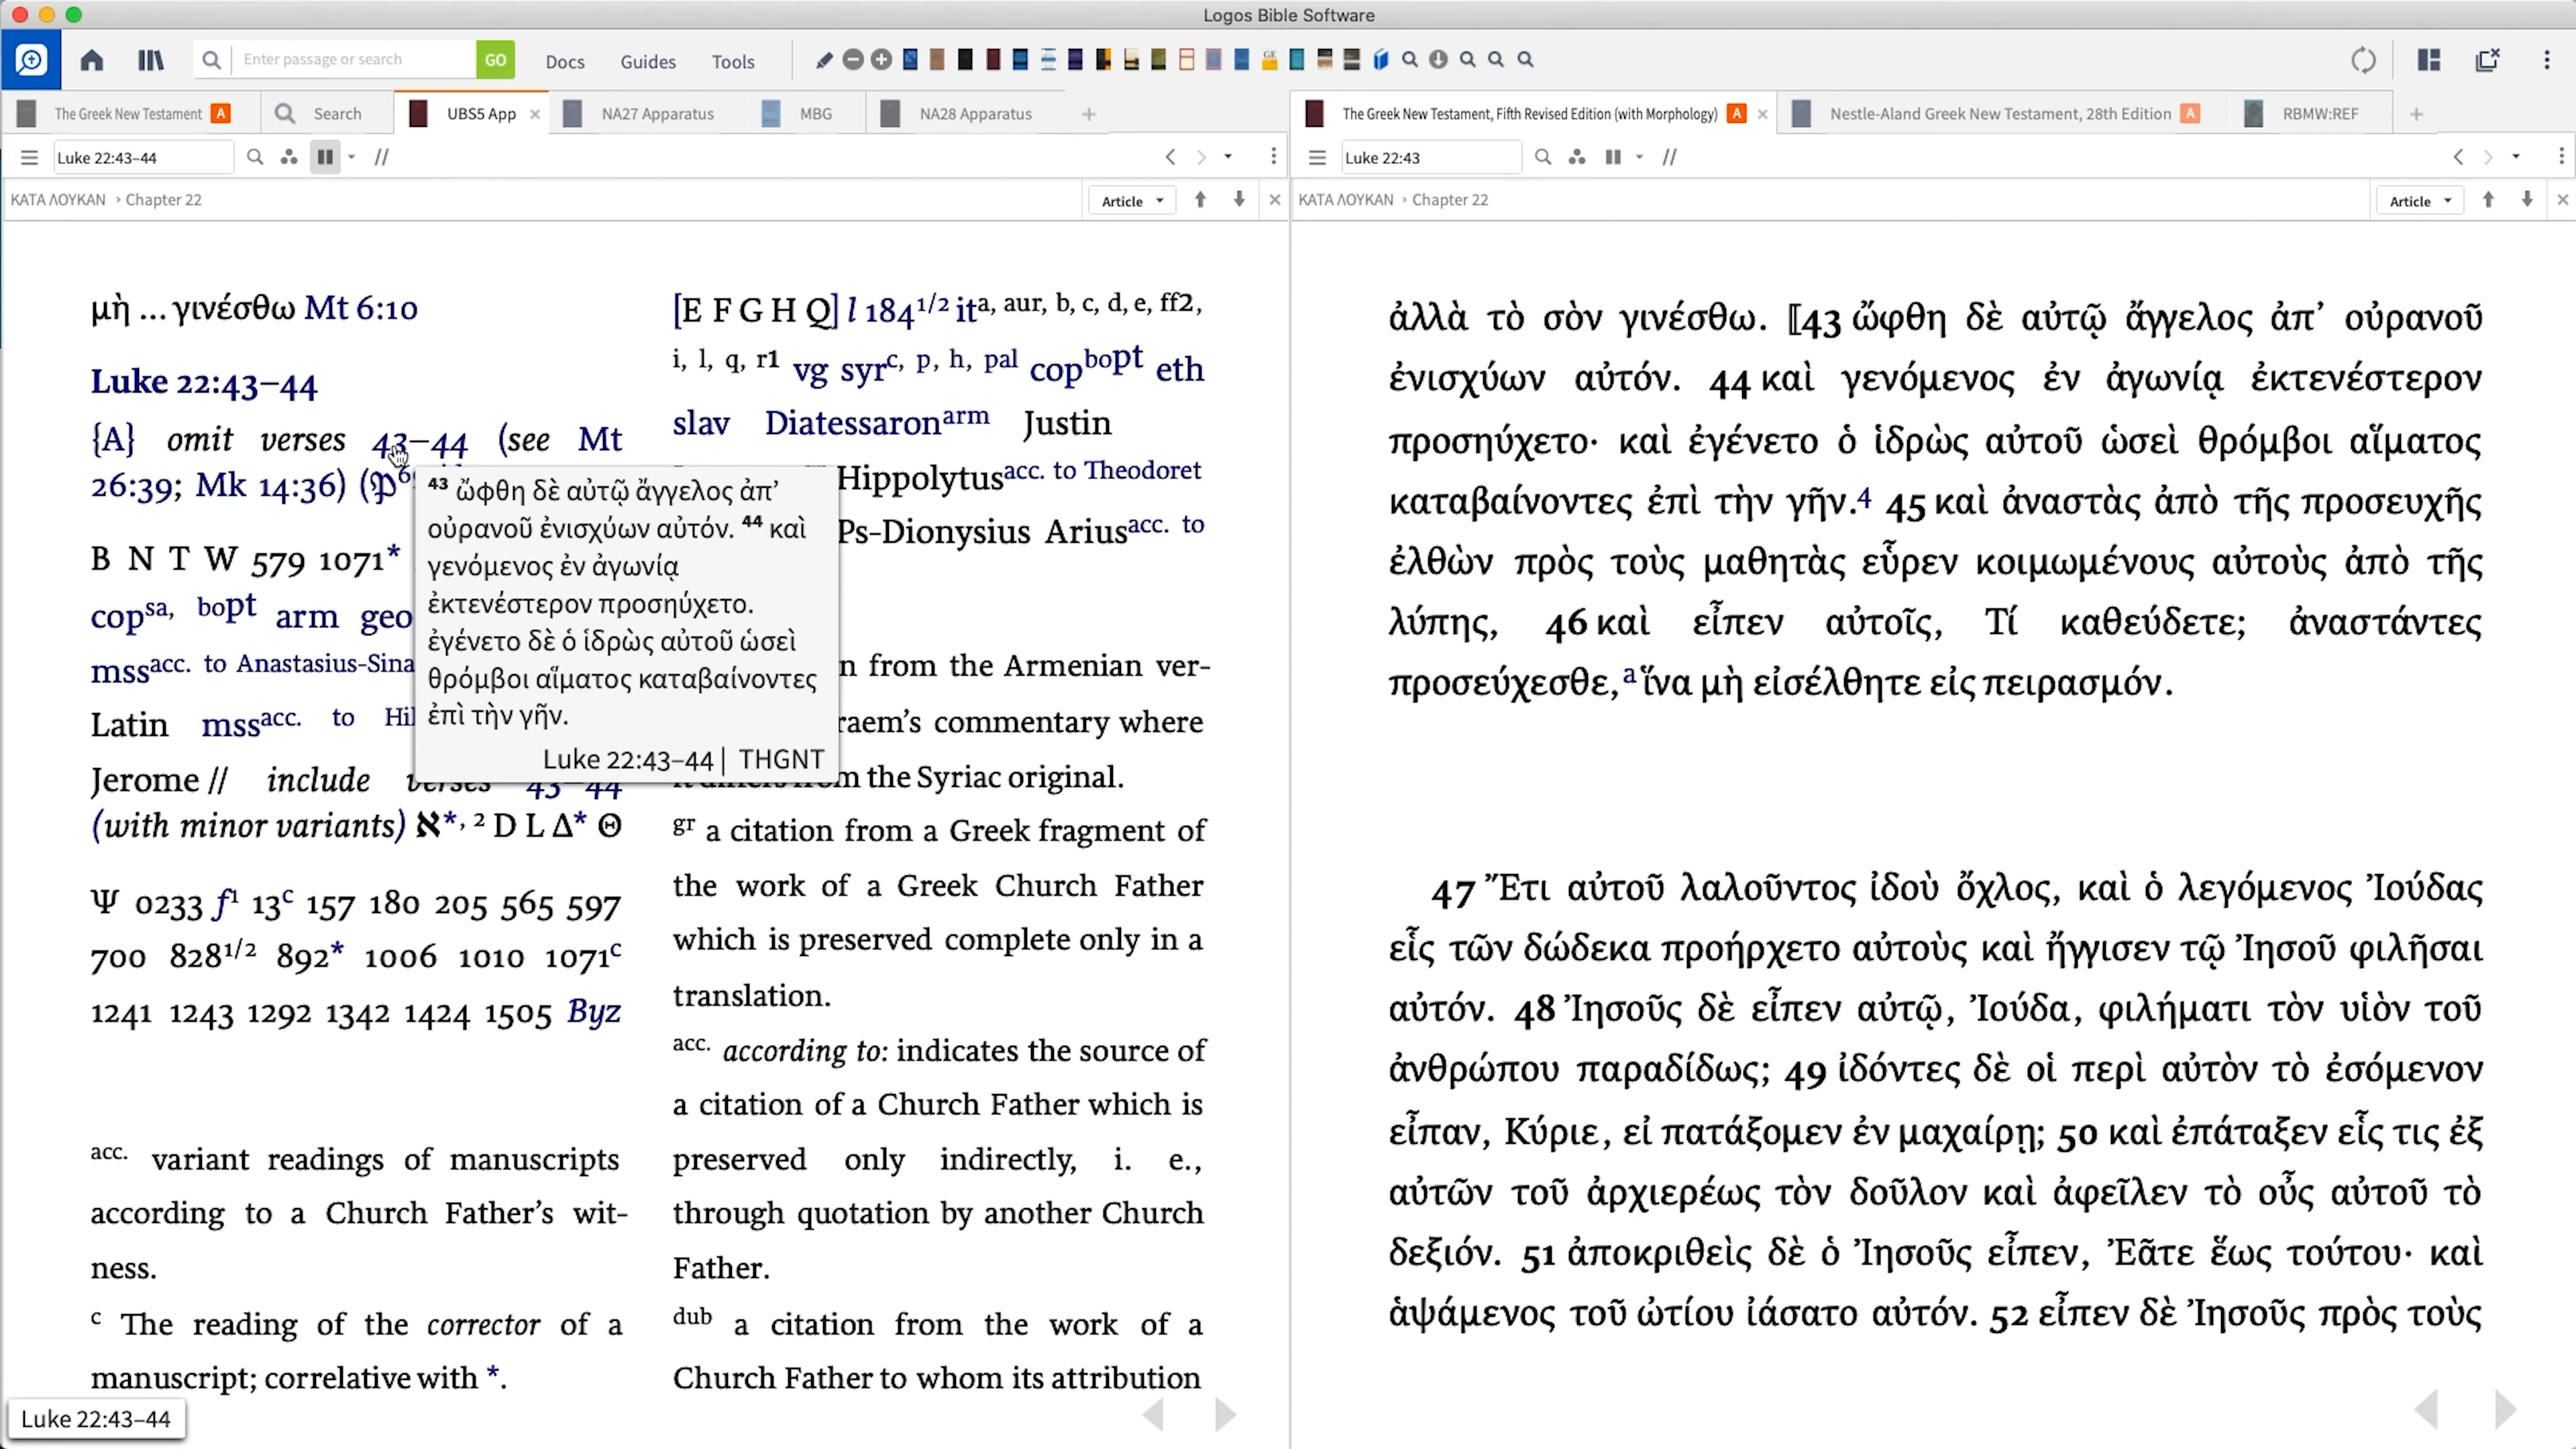 Logos Bible Software
Enter passage or search
GO
Docs
Guides
Tools
The Greek New Testament A
Search
UBS5 App
NA27 Apparatus
MBG
NA28 Apparatus
Luke 22:43–44
ΚΑΤΑ ΛΟΥΚΑΝ › Chapter 22
Article
μὴ … γινέσθω Mt 6:10
Luke 22:43–44
{A} omit verses 43–44 (see Mt
26:39; Mk 14:36) (𝔓
B N T W 579 1071*
copsa, bopt arm geo
mssacc. to Anastasius-Sina
Latin mssacc. to Hil
Jerome // include verses 43–44
(with minor variants) ℵ*, 2 D L Δ* Θ
Ψ 0233 f1 13c 157 180 205 565 597
700 8281/2 892* 1006 1010 1071c
1241 1243 1292 1342 1424 1505 Byz
acc. variant readings of manuscripts
according to a Church Father’s wit-
ness.
c The reading of the corrector of a
manuscript; correlative with *.
Luke 22:43–44
43 ὤφθη δὲ αὐτῷ ἄγγελος ἀπ’
οὐρανοῦ ἐνισχύων αὐτόν. 44 καὶ
γενόμενος ἐν ἀγωνίᾳ
ἐκτενέστερον προσηύχετο.
ἐγένετο δὲ ὁ ἱδρὼς αὐτοῦ ὡσεὶ
θρόμβοι αἵματος καταβαίνοντες
ἐπὶ τὴν γῆν.
Luke 22:43–44 | THGNT
[E F G H Q] l 1841/2 ita, aur, b, c, d, e, ff2,
i, l, q, r1 vg syrc, p, h, pal copbopt eth
slav Diatessaronarm Justin
Hippolytusacc. to Theodoret
Ps-Dionysius Ariusacc. to
n from the Armenian ver-
raem’s commentary where
it differs from the Syriac original.
gr a citation from a Greek fragment of
the work of a Greek Church Father
which is preserved complete only in a
translation.
acc. according to: indicates the source of
a citation of a Church Father which is
preserved only indirectly, i. e.,
through quotation by another Church
Father.
dub a citation from the work of a
Church Father to whom its attribution
The Greek New Testament, Fifth Revised Edition (with Morphology) A
Nestle-Aland Greek New Testament, 28th Edition A
RBMW:REF
Luke 22:43
ΚΑΤΑ ΛΟΥΚΑΝ › Chapter 22
Article
ἀλλὰ τὸ σὸν γινέσθω. ⟦43 ὤφθη δὲ αὐτῷ ἄγγελος ἀπ’ οὐρανοῦ
ἐνισχύων αὐτόν. 44 καὶ γενόμενος ἐν ἀγωνίᾳ ἐκτενέστερον
προσηύχετο· καὶ ἐγένετο ὁ ἱδρὼς αὐτοῦ ὡσεὶ θρόμβοι αἵματος
καταβαίνοντες ἐπὶ τὴν γῆν.4 45 καὶ ἀναστὰς ἀπὸ τῆς προσευχῆς
ἐλθὼν πρὸς τοὺς μαθητὰς εὗρεν κοιμωμένους αὐτοὺς ἀπὸ τῆς
λύπης, 46 καὶ εἶπεν αὐτοῖς, Τί καθεύδετε; ἀναστάντες
προσεύχεσθε,a ἵνα μὴ εἰσέλθητε εἰς πειρασμόν.
47 Ἔτι αὐτοῦ λαλοῦντος ἰδοὺ ὄχλος, καὶ ὁ λεγόμενος Ἰούδας
εἷς τῶν δώδεκα προήρχετο αὐτοὺς καὶ ἤγγισεν τῷ Ἰησοῦ φιλῆσαι
αὐτόν. 48 Ἰησοῦς δὲ εἶπεν αὐτῷ, Ἰούδα, φιλήματι τὸν υἱὸν τοῦ
ἀνθρώπου παραδίδως; 49 ἰδόντες δὲ οἱ περὶ αὐτὸν τὸ ἐσόμενον
εἶπαν, Κύριε, εἰ πατάξομεν ἐν μαχαίρῃ; 50 καὶ ἐπάταξεν εἷς τις ἐξ
αὐτῶν τοῦ ἀρχιερέως τὸν δοῦλον καὶ ἀφεῖλεν τὸ οὖς αὐτοῦ τὸ
δεξιόν. 51 ἀποκριθεὶς δὲ ὁ Ἰησοῦς εἶπεν, Ἐᾶτε ἕως τούτου· καὶ
ἁψάμενος τοῦ ὠτίου ἰάσατο αὐτόν. 52 εἶπεν δὲ Ἰησοῦς πρὸς τοὺς